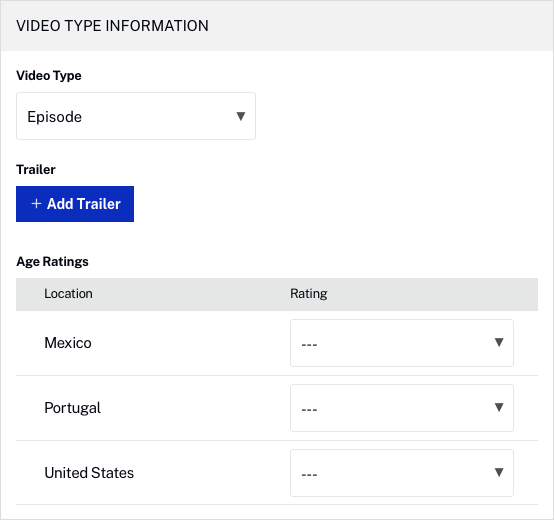 VIDEO TYPE INFORMATION
Video Type
Episode ▼
Trailer
+ Add Trailer
Age Ratings
Location Rating
Mexico --- ▼
Portugal --- ▼
United States --- ▼